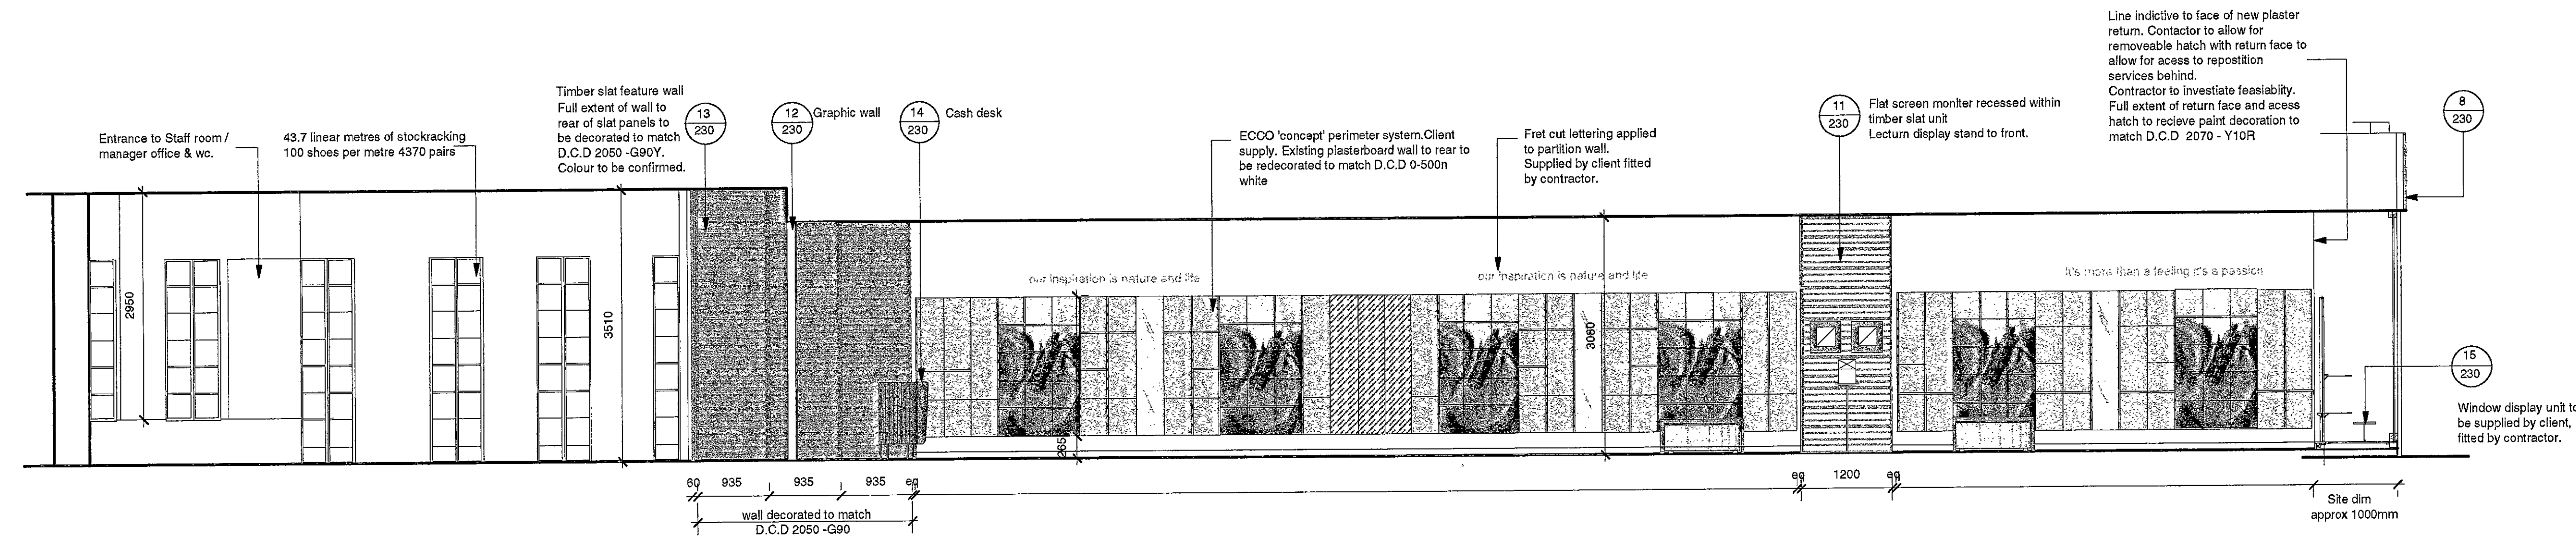 Line indictive to face of new plaster
return. Contactor to allow for
removeable hatch with return face to
allow for acess to repostition
services behind.
Contractor to investiate feasiablity.
Full extent of return face and acess
hatch to recieve paint decoration to
match D.C.D 2070 - Y10R
Timber slat feature wall
Full extent of wall to
rear of slat panels to
be decorated to match
D.C.D 2050 -G90Y.
Colour to be confirmed.
13
230
12
230
Graphic wall
14
230
Cash desk
11
230
Flat screen moniter recessed within
timber slat unit
Lecturn display stand to front.
8
230
Entrance to Staff room /
manager office & wc.
43.7 linear metres of stockracking
100 shoes per metre 4370 pairs
ECCO 'concept' perimeter system.Client
supply. Existing plasterboard wall to rear to
be redecorated to match D.C.D 0-500n
white
Fret cut lettering applied
to partition wall.
Supplied by client fitted
by contractor.
our inspiration is nature and life
our inspiration is nature and life
it's more than a feeling it's a passion
2950
3510
3080
265
15
230
Window display unit to
be supplied by client,
fitted by contractor.
60 935 935 935 eq
eq 1200 eq
wall decorated to match
D.C.D 2050 -G90
Site dim
approx 1000mm